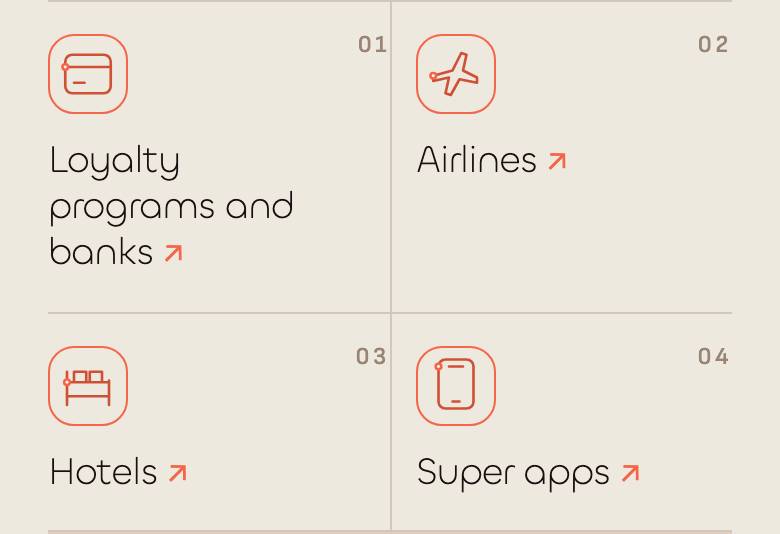 01
Loyalty
programs and
banks
02
Airlines
03
Hotels
04
Super apps